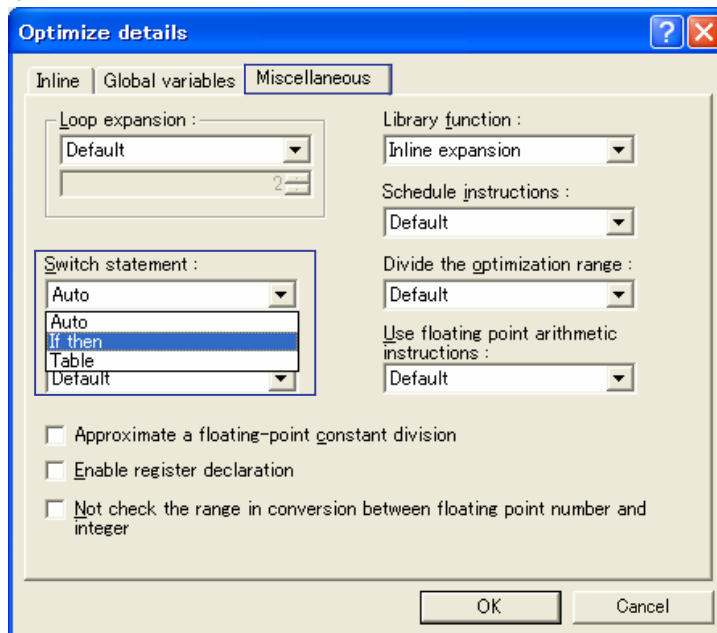 Optimize details
Inline
Global variables
Miscellaneous
Loop expansion :
Default
2
Library function :
Inline expansion
Schedule instructions :
Default
Switch statement :
Auto
Auto
If then
Table
Default
Divide the optimization range :
Default
Use floating point arithmetic
instructions :
Default
Approximate a floating-point constant division
Enable register declaration
Not check the range in conversion between floating point number and
integer
OK
Cancel